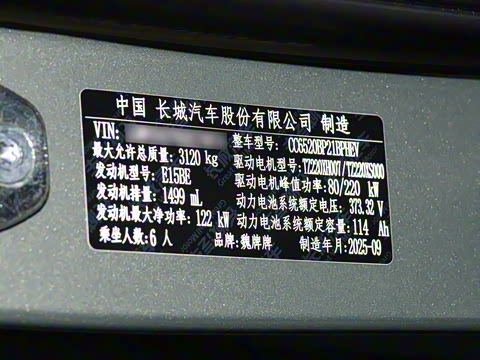 中国 长城汽车股份有限公司 制造
VIN: 整车型号: CC6520BP21BPHEV
最大允许总质量: 3120 kg 驱动电机型号: TZ220XH00T/TZ220XS000
发动机型号: E15BE 驱动电机峰值功率: 80/220 kW
发动机排量: 1499 mL 动力电池系统额定电压: 373.32 V
发动机最大净功率: 122 kW 动力电池系统额定容量: 114 Ah
乘坐人数: 6 人 品牌: 魏牌牌 制造年月: 2025-09